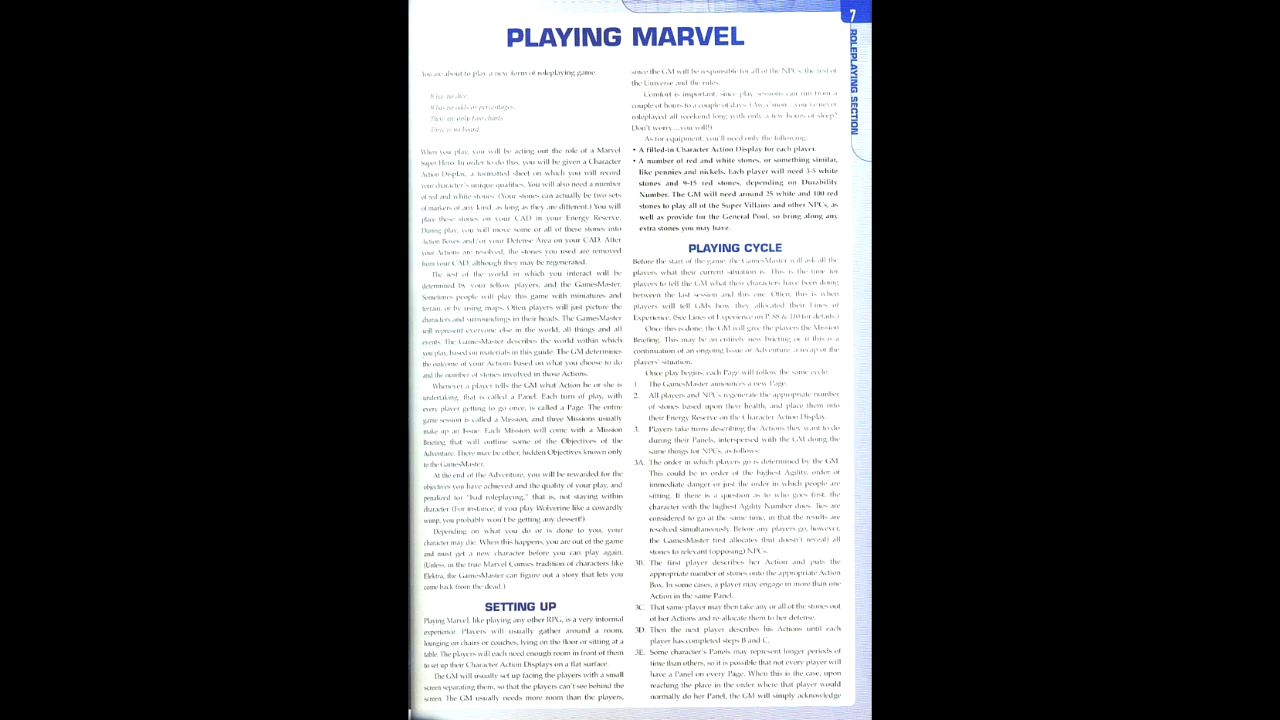 PLAYING MARVEL
You are about to play a new form of roleplaying game.
It has no dice.
It has no odds or percentages.
There are only two charts.
There is no board.
When you play, you will be acting out the role of a Marvel
Super Hero. In order to do this, you will be given a Character
Action Display, a formatted sheet on which you will record
your character's unique qualities. You will also need a number
of red and white stones. (Your stones can actually be two sets
of markers of any kind, as long as they are different.) You will
place these stones on your CAD in your Energy Reserve.
During play, you will move some or all of these stones into
Action Boxes and/or your Defense Area on your CAD. After
your Actions are resolved, the stones you used are removed
from your CAD, although they may be regenerated.
The rest of the world in which you interact will be
determined by your fellow players, and the GamesMaster.
Sometimes people will play this game with miniatures and
terrain, or by using maps. Often players will just picture the
characters and surroundings in their heads. The GamesMaster
will represent everyone else in the world, all things and all
events. The GamesMaster describes the world within which
you play, based on materials in this guide. The GM determines
the outcome of your Actions based on what you choose to do
and the number of stones involved in those Actions.
Whenever a player tells the GM what Action he or she is
undertaking, that is called a Panel. Each turn of play, with
every player getting to go once, is called a Page. The entire
game session is called a Mission, and three Missions usually
make up an Issue. Each Mission will come with a Mission
Briefing that will outline some of the Objectives of the
Adventure. There may be other, hidden Objectives known only
to the GamesMaster.
At the end of the Adventure, you will be rewarded for the
objectives you have achieved and the quality of your play, and
penalized for "bad roleplaying," that is, not staying within
character (for instance, if you play Wolverine like a cowardly
wimp, you probably won't be getting any dessert!)
Depending on what you do or is done to you, your
character may die. When this happens, you are out of the game
and must get a new character before you can play again.
(Unless, in the true Marvel Comics tradition of characters like
Elektra, the GamesMaster can figure out a way that lets you
come back from the dead.)
SETTING UP
Playing Marvel, like playing any other RPG, is a very informal
experience. Players will usually gather around a room,
lounging on chairs or couches, lying on the floor or sitting at a
table. The players will each need enough room in front of them
to set up their Character Action Displays on a flat surface.
The GM will usually set up facing the players with a small
screen separating them, so that the players can't see behind the
screen. The GM usually needs more room than the players
since the GM will be responsible for all of the NPCs, the rest of
the Universe and the rules.
Comfort is important, since play sessions can run from a
couple of hours to a couple of days. (Aw, c'mon...you've never
roleplayed all weekend long with only a few hours of sleep?
Don't worry....you will!)
As for equipment, you'll need only the following:
• A filled-in Character Action Display for each player.
• A number of red and white stones, or something similar,
like pennies and nickels. Each player will need 3-5 white
stones and 9-15 red stones, depending on Durability
Number. The GM will need around 25 white and 100 red
stones to play all of the Super Villains and other NPCs, as
well as provide for the General Pool, so bring along any
extra stones you may have.
PLAYING CYCLE
Before the start of the game, the GamesMaster will ask all the
players what their current situation is. This is the time for
players to tell the GM what their characters have been doing
between the last session and this one. Often, this is when
players will tell GMs how they allocated their Lines of
Experience. (See Lines of Experience on P. 58 & 110 for details.)
Once this is done, the GM will give the players the Mission
Briefing. This may be an entirely new briefing or, if this is a
continuation of an ongoing Issue, it may just be a recap of the
players' situation.
Once play begins, each Page will follow the same cycle:
1. The GamesMaster announces a new Page.
2. All players and NPCs regenerate the appropriate number
of stones based upon their health, and place them into
their Energy Reserve on the Character Action Display.
3. Players take turns describing the Actions they want to do
during their Panels, interspersed with the GM doing the
same things for NPCs, as follows:
3A. The order in which players go is determined by the GM.
This could be in order of the highest Agility, order of
immediate danger or just the order in which people are
sitting. If there is a question as to who goes first, the
character with the highest Agility Number does. Ties are
considered to go at the same time, so that the results are
resolved simultaneously. Before any players go, however,
the GamesMaster first allocates (but doesn't reveal) all
stones for relevant (opposing) NPCs.
3B. The first player describes her Action and puts the
appropriate number of stones onto the appropriate Action
Box. In some cases, a player may engage in more than one
Action in the same Panel.
3C. That same player may then take any or all of the stones out
of her Actions and re-allocate them to her defense.
3D. Then the next player describes his Actions until each
player has completed steps B and C.
3E. Some character's Panels may represent longer periods of
time than others, so it is possible that not every player will
have a Panel in every Page. When this is the case, upon
reaching the position in the order where that player would
normally do her Panel, the GM will simply acknowledge
7
ROLEPLAYING SECTION